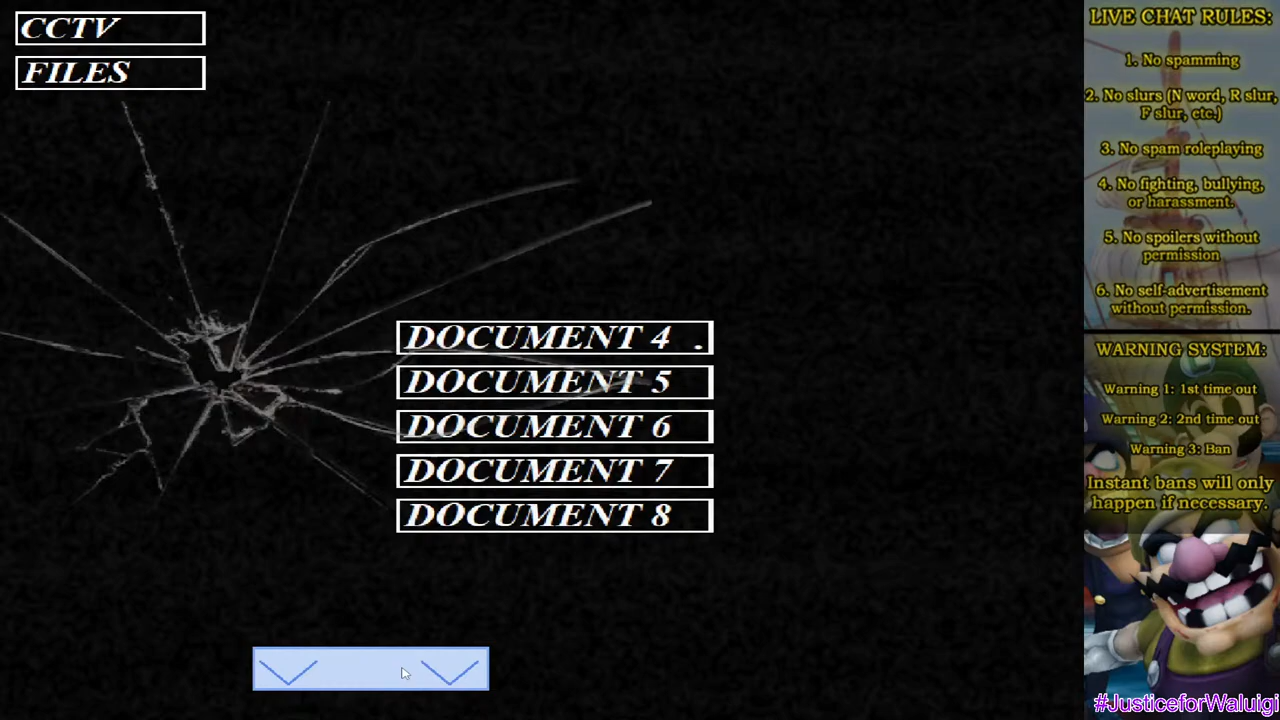 CCTV
FILES
DOCUMENT 4 .
DOCUMENT 5
DOCUMENT 6
DOCUMENT 7
DOCUMENT 8
LIVE CHAT RULES:
1. No spamming
2. No slurs (N word, R slur,
F slur, etc.)
3. No spam roleplaying
4. No fighting, bullying,
or harassment.
5. No spoilers without
permission
6. No self-advertisement
without permission.
WARNING SYSTEM:
Warning 1: 1st time out
Warning 2: 2nd time out
Warning 3: Ban
Instant bans will only
happen if necessary.
#JusticeforWaluigi